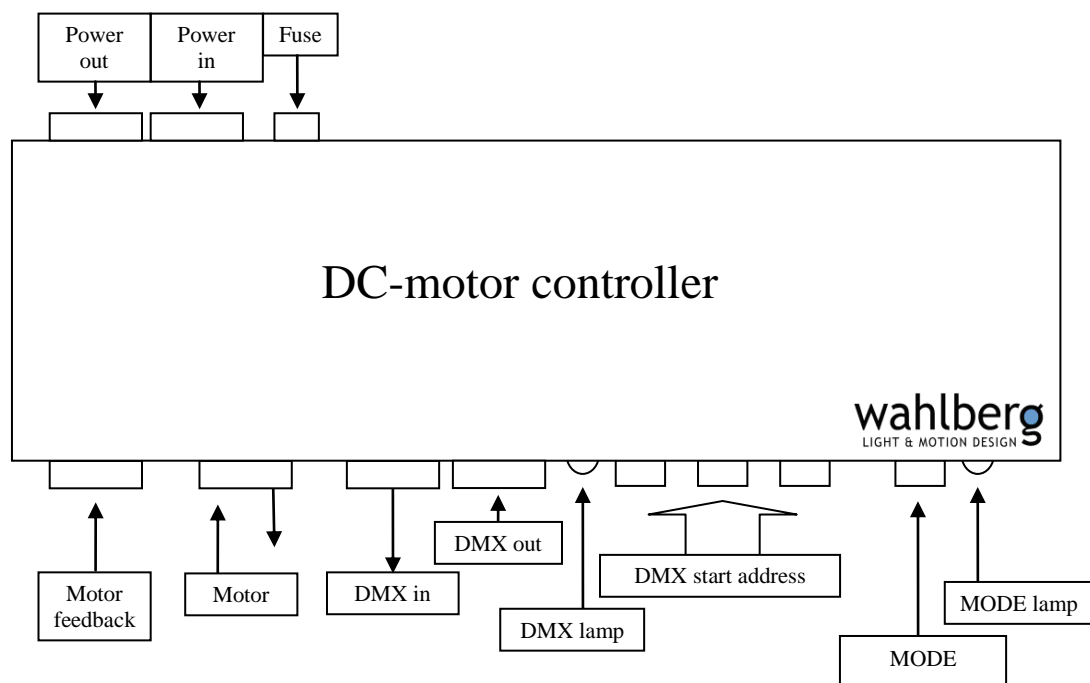 Power
out
Power
in
Fuse
DC-motor controller
wahlberg
LIGHT & MOTION DESIGN
Motor
feedback
Motor
DMX in
DMX out
DMX lamp
DMX start address
MODE
MODE lamp